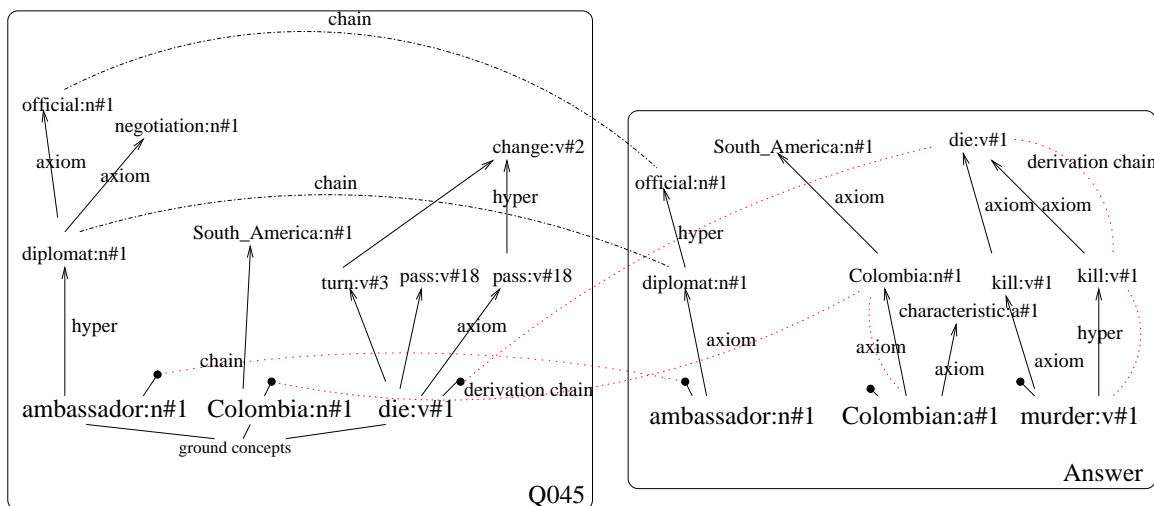 chain
official:n#1
negotiation:n#1
axiom
axiom
change:v#2
chain
hyper
diplomat:n#1
South_America:n#1
turn:v#3
pass:v#18
pass:v#18
hyper
axiom
chain
derivation chain
ambassador:n#1
Colombia:n#1
die:v#1
ground concepts
Q045
South_America:n#1
die:v#1
derivation chain
official:n#1
axiom
axiom
axiom
hyper
diplomat:n#1
Colombia:n#1
kill:v#1
kill:v#1
characteristic:a#1
axiom
axiom
axiom
axiom
hyper
ambassador:n#1
Colombian:a#1
murder:v#1
Answer